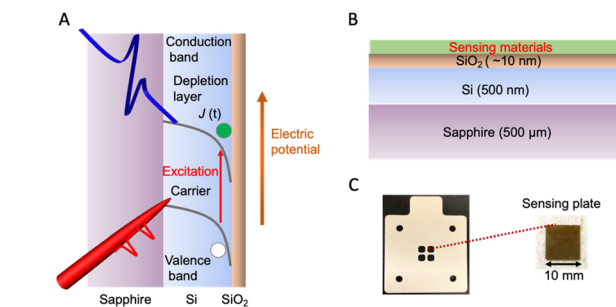 A
Conduction
band
Depletion
layer
J (t)
Excitation
Carrier
Valence
band
Electric
potential
Sapphire
Si
SiO₂
B
Sensing materials
SiO₂ ( ~10 nm)
Si (500 nm)
Sapphire (500 µm)
C
Sensing plate
10 mm